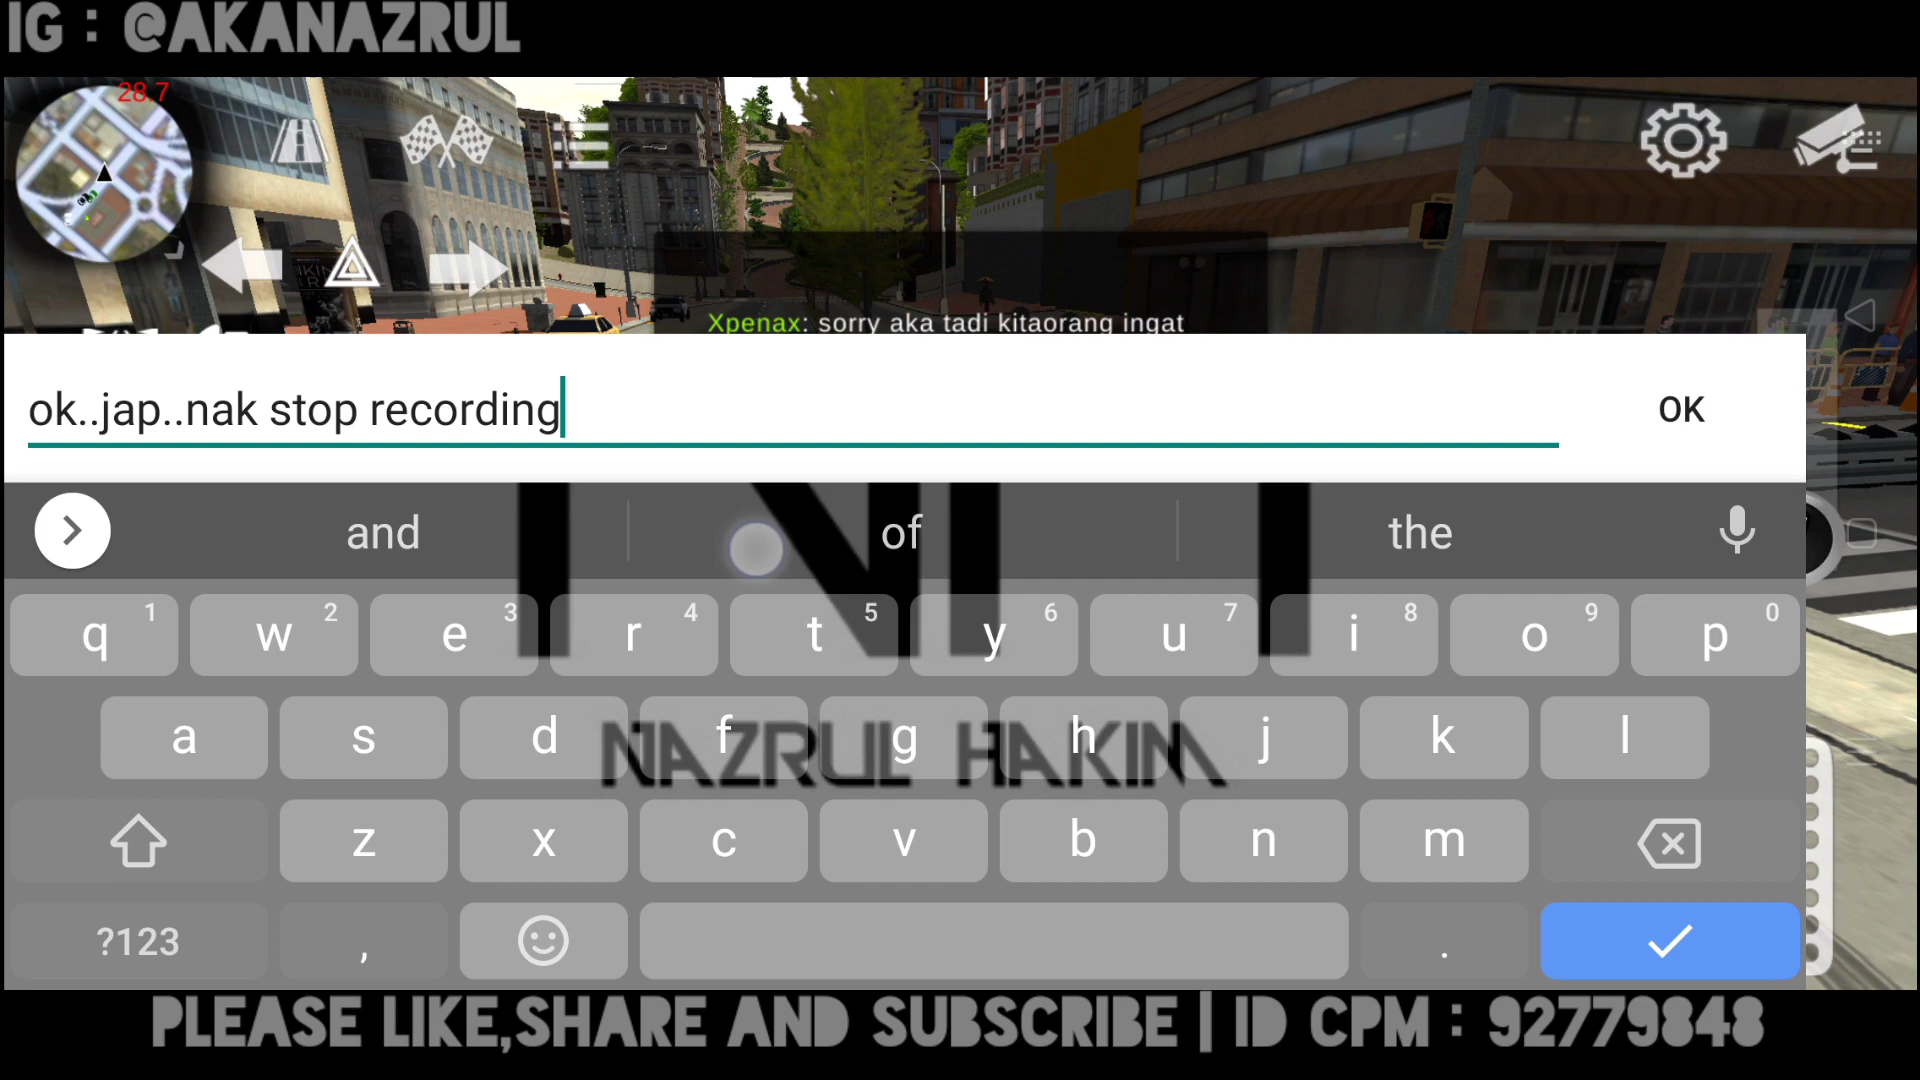 IG : @AKANAZRUL
28.7
Xpenax: sorry aka tadi kitaorang ingat
ok..jap..nak stop recording
OK
and of the
q 1 w 2 e 3 r 4 t 5 y 6 u 7 i 8 o 9 p 0
a s d f g h j k l
NAZRUL HAKIM
z x c v b n m
?123 , .
PLEASE LIKE,SHARE AND SUBSCRIBE | ID CPM : 92779848